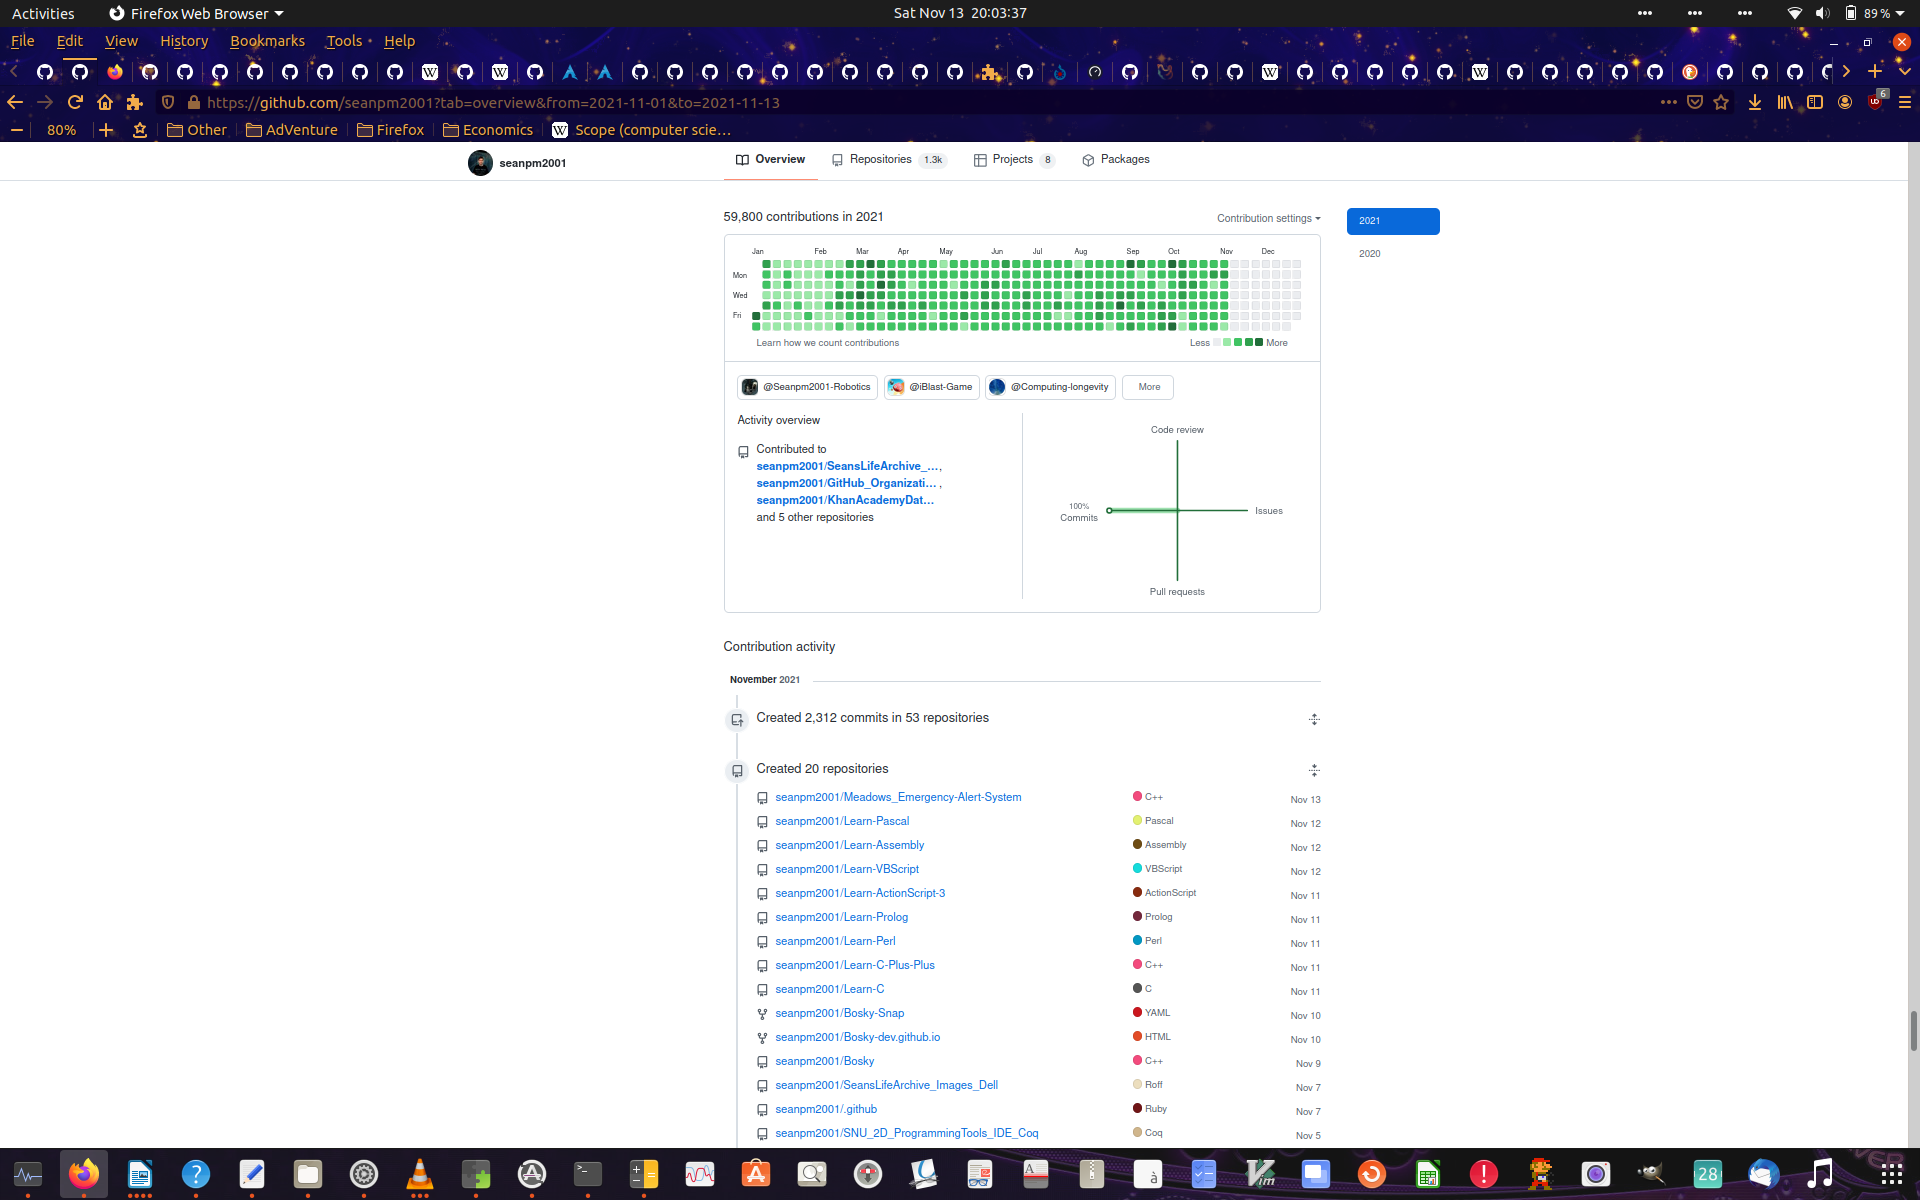 Activities Firefox Web Browser Sat Nov 13 20:03:37 89 %
File Edit View History Bookmarks Tools Help
https://github.com/seanpm2001?tab=overview&from=2021-11-01&to=2021-11-13 6
80% Other AdVenture Firefox Economics Scope (computer scie…
seanpm2001 Overview Repositories 1.3k Projects 8 Packages
59,800 contributions in 2021 Contribution settings 2021
2020
Jan Feb Mar Apr May Jun Jul Aug Sep Oct Nov Dec
Mon
Wed
Fri
Learn how we count contributions Less More
@Seanpm2001-Robotics @iBlast-Game @Computing-longevity More
Activity overview
Contributed to
seanpm2001/SeansLifeArchive_…,
seanpm2001/GitHub_Organizati… ,
seanpm2001/KhanAcademyDat…
and 5 other repositories
Code review
100%
Commits
Issues
Pull requests
Contribution activity
November 2021
Created 2,312 commits in 53 repositories
Created 20 repositories
seanpm2001/Meadows_Emergency-Alert-System C++ Nov 13
seanpm2001/Learn-Pascal Pascal Nov 12
seanpm2001/Learn-Assembly Assembly Nov 12
seanpm2001/Learn-VBScript VBScript Nov 12
seanpm2001/Learn-ActionScript-3 ActionScript Nov 11
seanpm2001/Learn-Prolog Prolog Nov 11
seanpm2001/Learn-Perl Perl Nov 11
seanpm2001/Learn-C-Plus-Plus C++ Nov 11
seanpm2001/Learn-C C Nov 11
seanpm2001/Bosky-Snap YAML Nov 10
seanpm2001/Bosky-dev.github.io HTML Nov 10
seanpm2001/Bosky C++ Nov 9
seanpm2001/SeansLifeArchive_Images_Dell Roff Nov 7
seanpm2001/.github Ruby Nov 7
seanpm2001/SNU_2D_ProgrammingTools_IDE_Coq Coq Nov 5
28